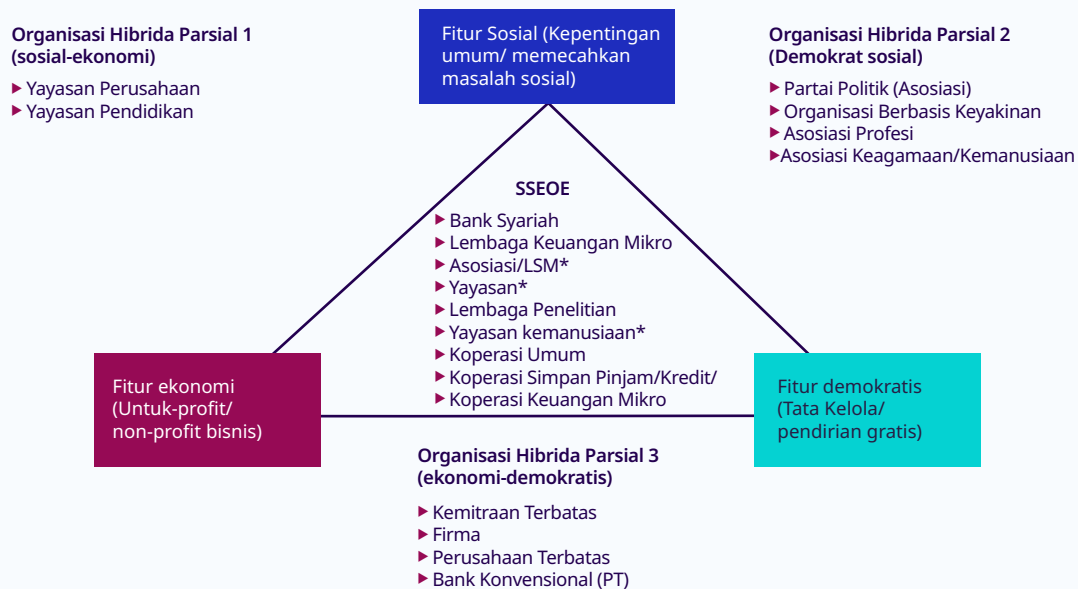 Organisasi Hibrida Parsial 1
(sosial-ekonomi)
▶ Yayasan Perusahaan
▶ Yayasan Pendidikan
Fitur Sosial (Kepentingan
umum/ memecahkan
masalah sosial)
Organisasi Hibrida Parsial 2
(Demokrat sosial)
▶ Partai Politik (Asosiasi)
▶ Organisasi Berbasis Keyakinan
▶ Asosiasi Profesi
▶Asosiasi Keagamaan/Kemanusiaan
SSEOE
▶ Bank Syariah
▶ Lembaga Keuangan Mikro
▶ Asosiasi/LSM*
▶ Yayasan*
▶ Lembaga Penelitian
▶ Yayasan kemanusiaan*
▶ Koperasi Umum
▶ Koperasi Simpan Pinjam/Kredit/
▶ Koperasi Keuangan Mikro
Fitur ekonomi
(Untuk-profit/
non-profit bisnis)
Fitur demokratis
(Tata Kelola/
pendirian gratis)
Organisasi Hibrida Parsial 3
(ekonomi-demokratis)
▶ Kemitraan Terbatas
▶ Firma
▶ Perusahaan Terbatas
▶ Bank Konvensional (PT)